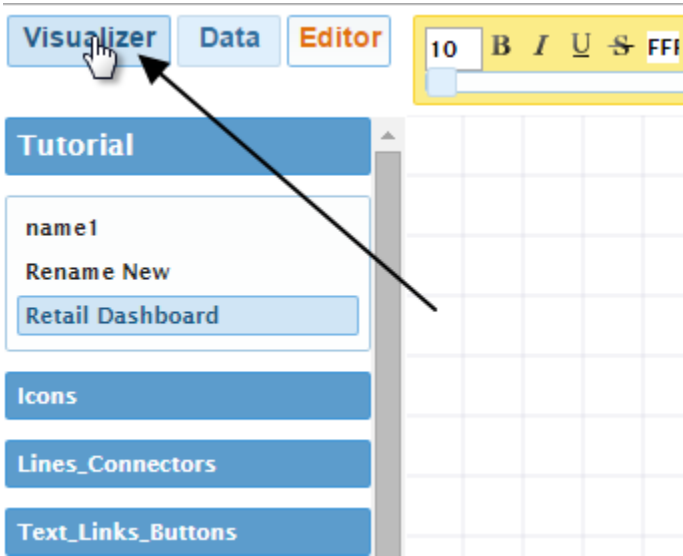 Visualizer Data Editor
10 B I U S FFF
Tutorial
name1
Rename New
Retail Dashboard
Icons
Lines_Connectors
Text_Links_Buttons